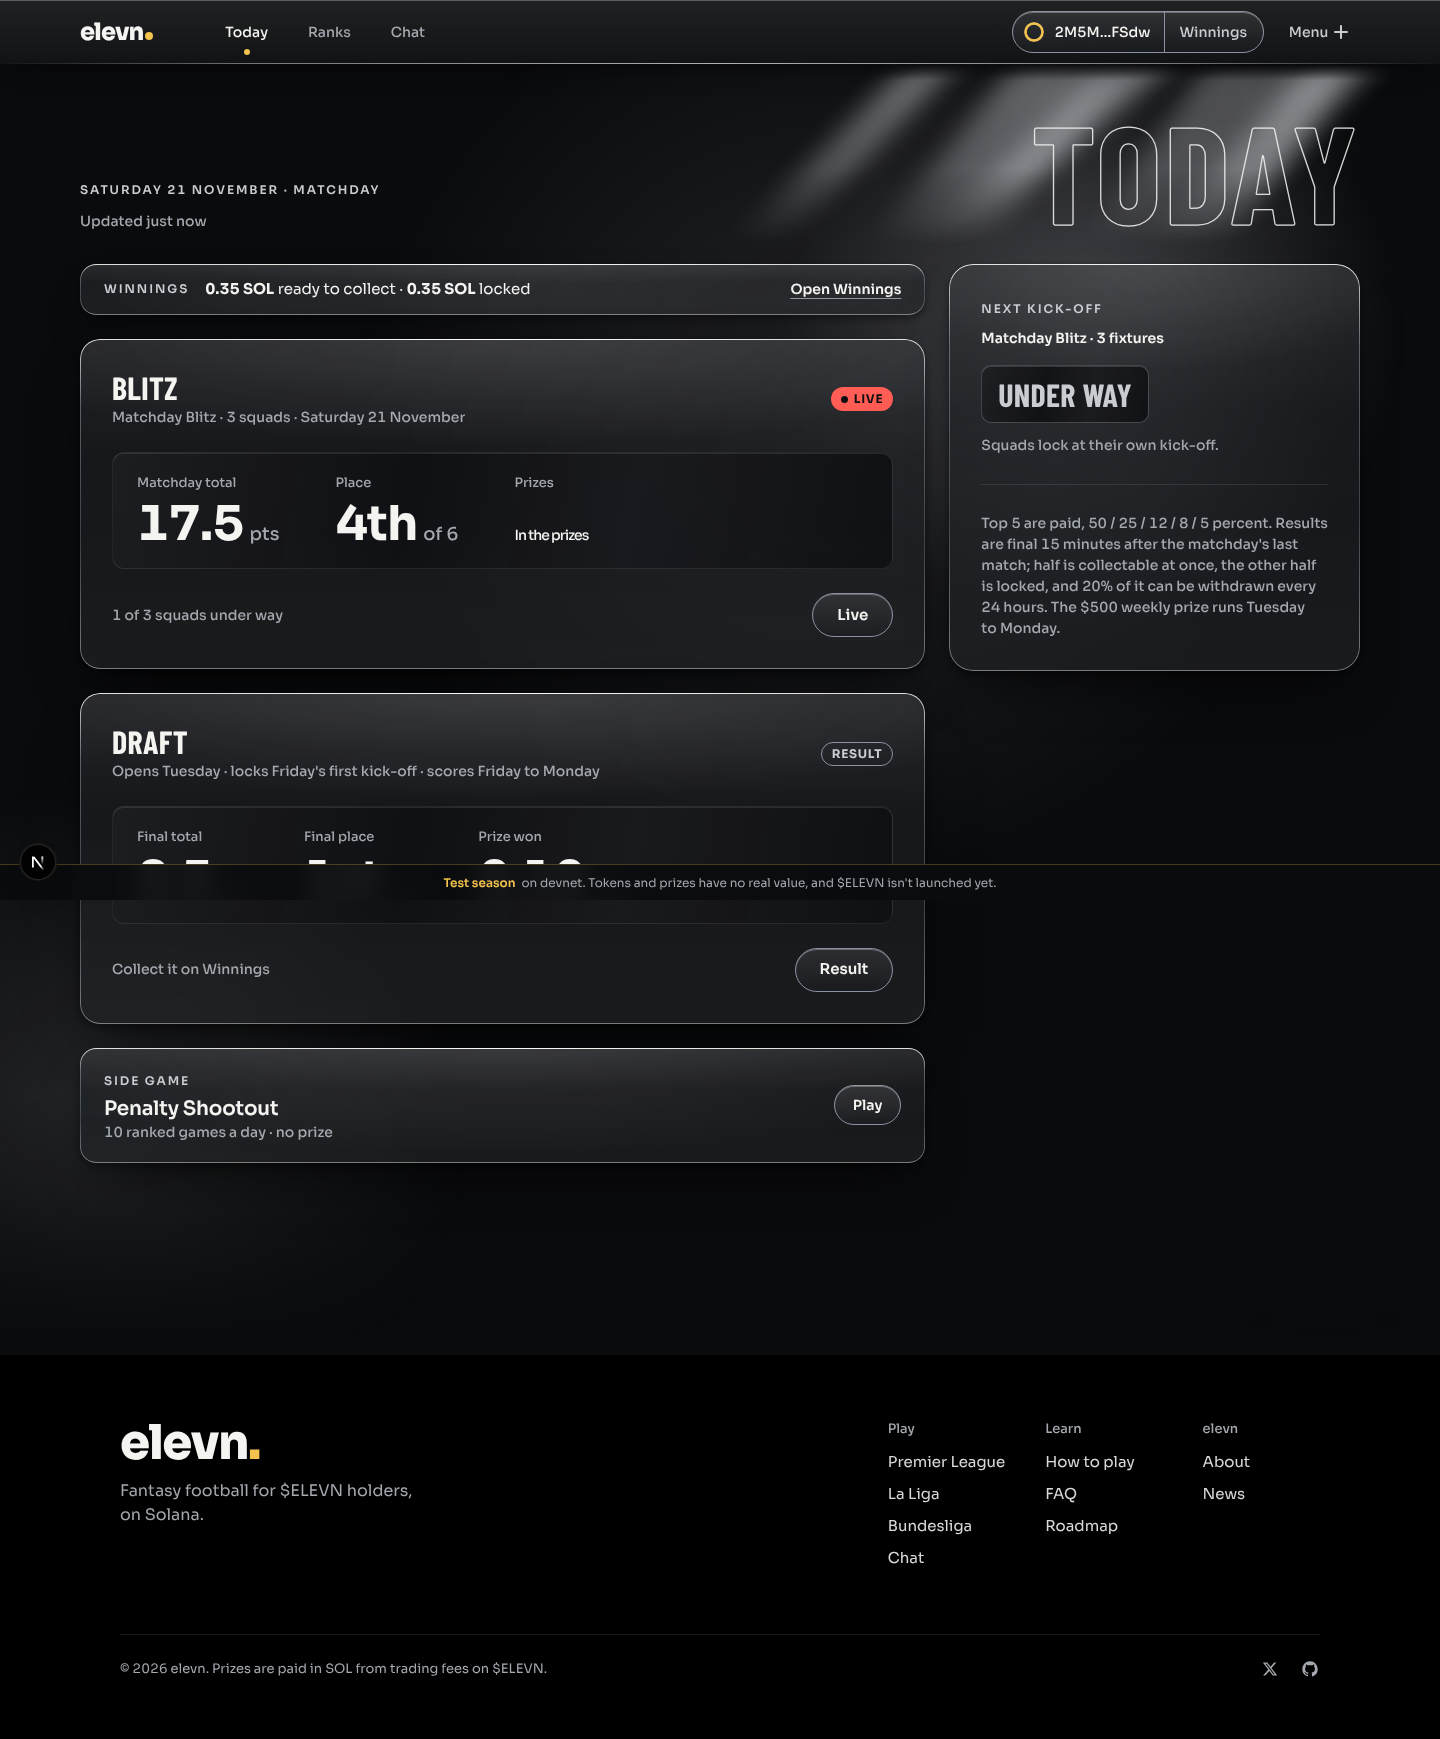 elevn.
Today
Ranks
Chat
2M5M...FSdw
Winnings
Menu
TODAY
SATURDAY 21 NOVEMBER · MATCHDAY
Updated just now
WINNINGS 0.35 SOL ready to collect · 0.35 SOL locked
Open Winnings
BLITZ
Matchday Blitz · 3 squads · Saturday 21 November
LIVE
Matchday total
17.5 pts
Place
4th of 6
Prizes
In the prizes
1 of 3 squads under way
Live
NEXT KICK-OFF
Matchday Blitz · 3 fixtures
UNDER WAY
Squads lock at their own kick-off.
Top 5 are paid, 50 / 25 / 12 / 8 / 5 percent. Results
are final 15 minutes after the matchday's last
match; half is collectable at once, the other half
is locked, and 20% of it can be withdrawn every
24 hours. The $500 weekly prize runs Tuesday
to Monday.
DRAFT
Opens Tuesday · locks Friday's first kick-off · scores Friday to Monday
RESULT
Final total
Final place
Prize won
N
Test season on devnet. Tokens and prizes have no real value, and $ELEVN isn't launched yet.
Collect it on Winnings
Result
SIDE GAME
Penalty Shootout
10 ranked games a day · no prize
Play
elevn.
Fantasy football for $ELEVN holders,
on Solana.
Play
Premier League
La Liga
Bundesliga
Chat
Learn
How to play
FAQ
Roadmap
elevn
About
News
© 2026 elevn. Prizes are paid in SOL from trading fees on $ELEVN.